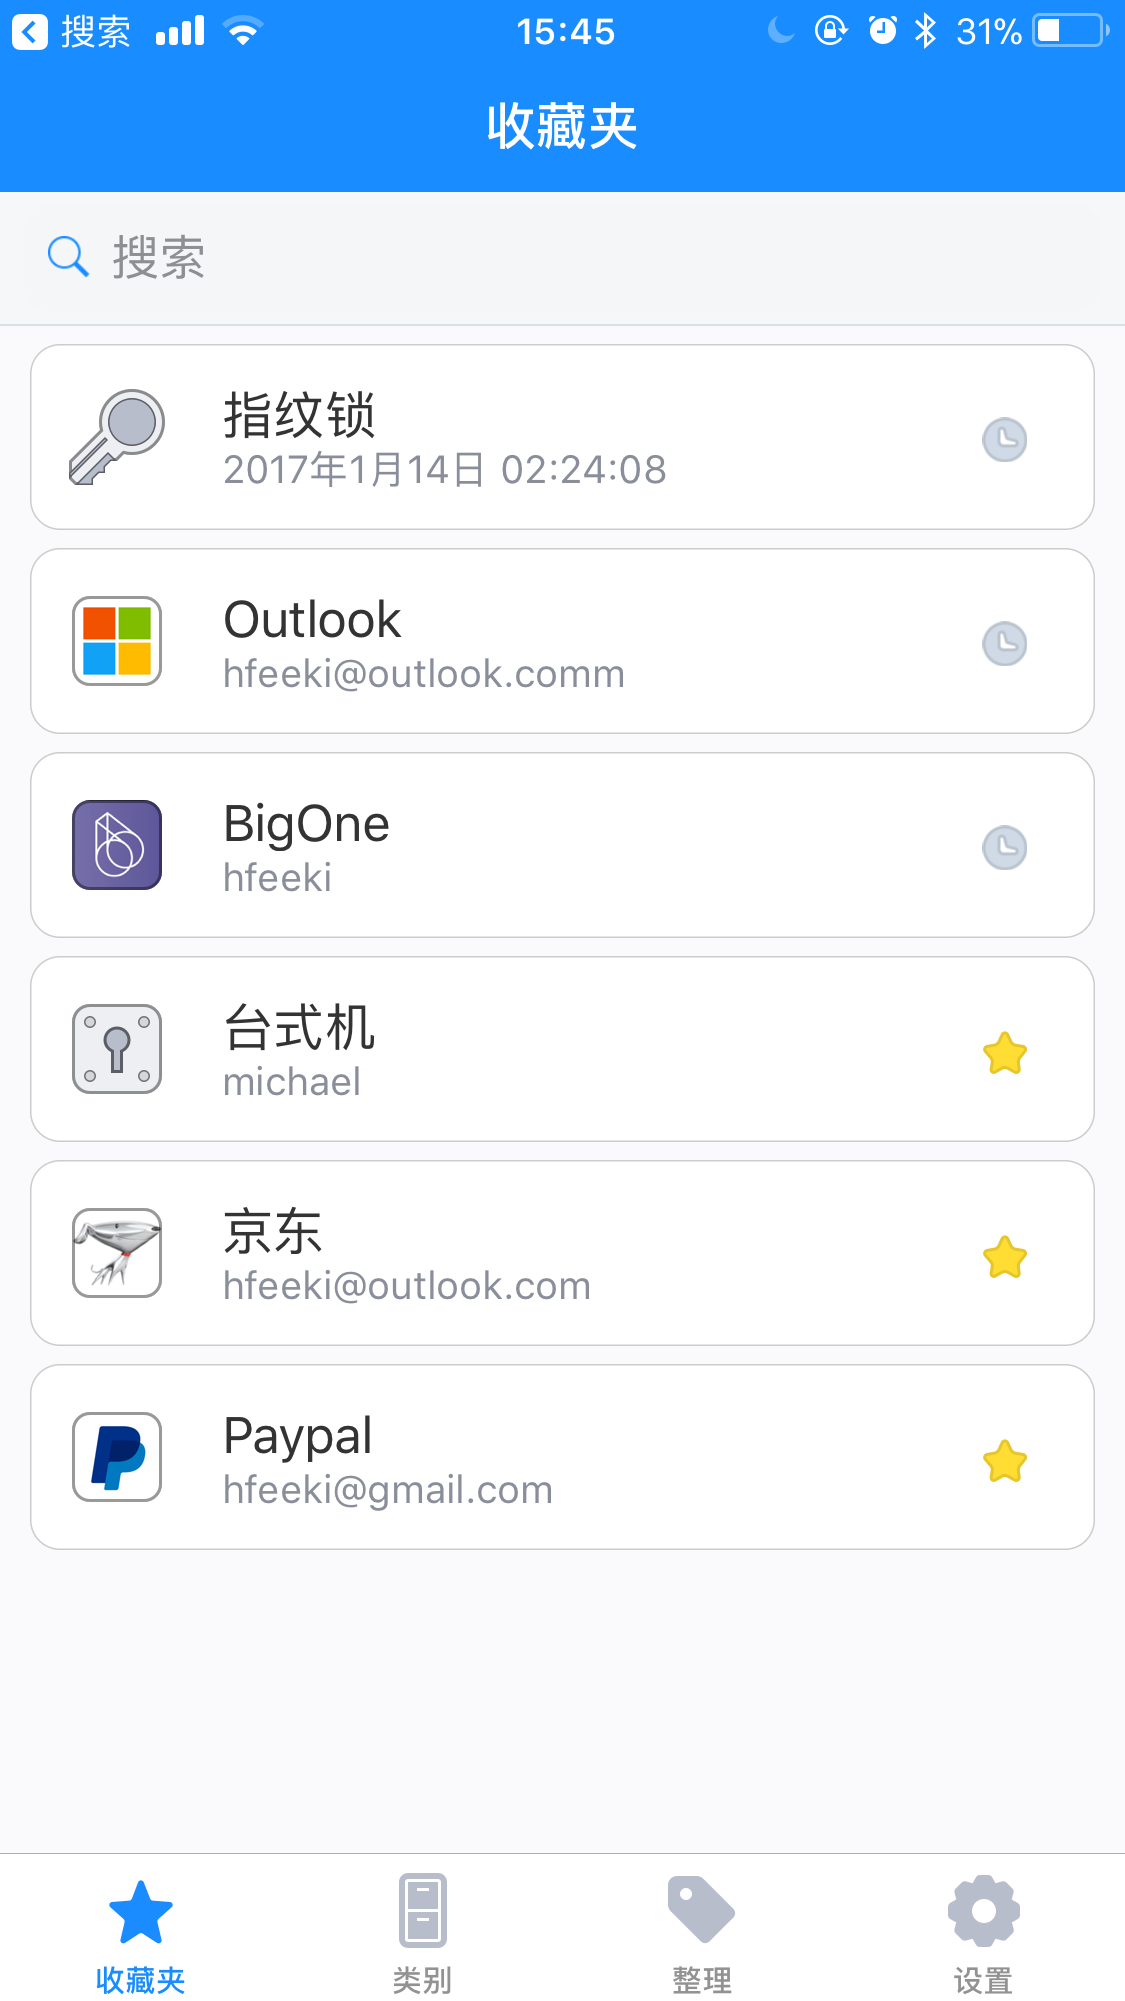 搜索
15:45
31%
收藏夹
搜索
指纹锁
2017年1月14日 02:24:08
Outlook
hfeeki@outlook.comm
BigOne
hfeeki
台式机
michael
京东
hfeeki@outlook.com
Paypal
hfeeki@gmail.com
收藏夹
类别
整理
设置